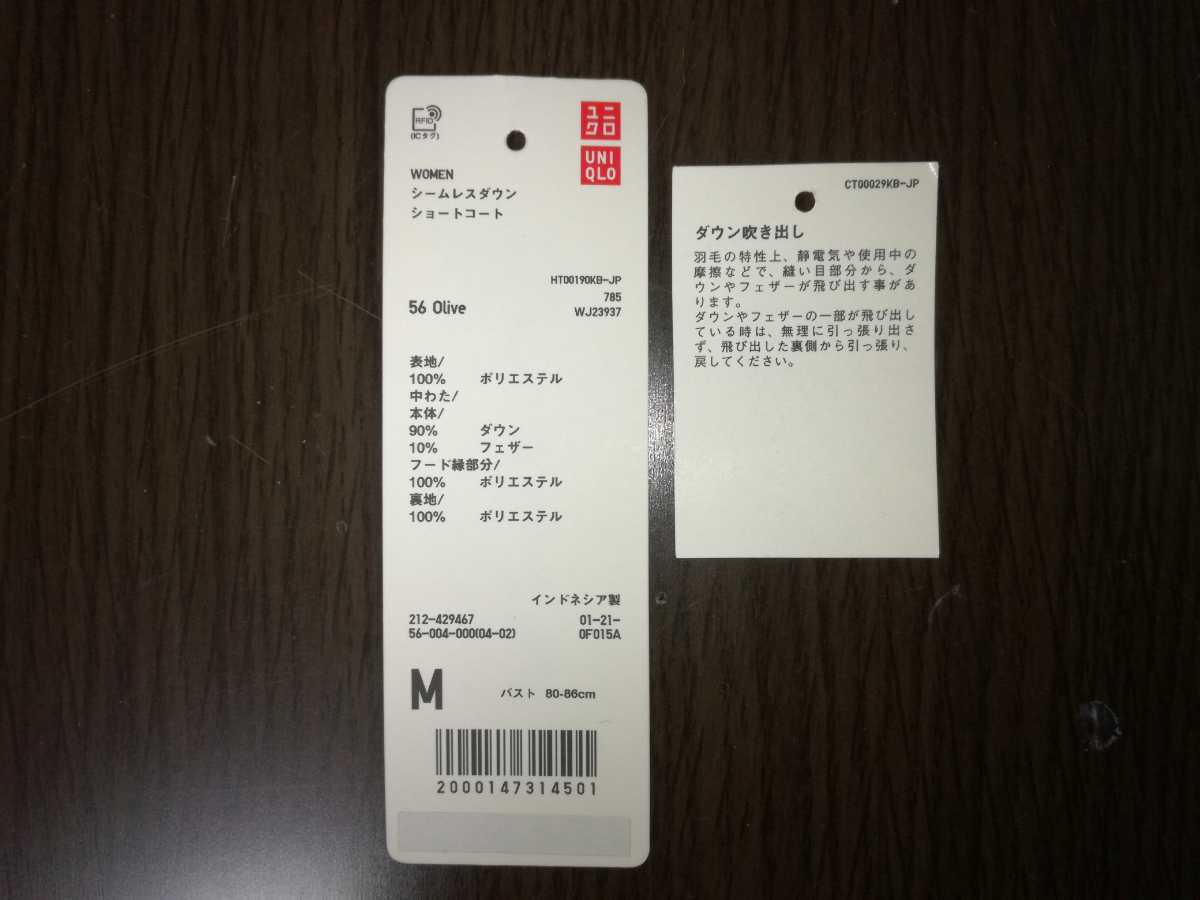 RFID
(ICタグ)
ユニ
クロ
UNI
QLO
WOMEN
シームレスダウン
ショートコート
HT00190KB-JP
785
56 Olive
WJ23937
表地/
100% ポリエステル
中わた/
本体/
90% ダウン
10% フェザー
フード縁部分/
100% ポリエステル
裏地/
100% ポリエステル
インドネシア製
212-429467 01-21-
56-004-000(04-02) 0F015A
M バスト 80-86cm
2000147314501
CT00029KB-JP
ダウン吹き出し
羽毛の特性上、静電気や使用中の
摩擦などで、縫い目部分から、ダ
ウンやフェザーが飛び出す事があ
ります。
ダウンやフェザーの一部が飛び出し
ている時は、無理に引っ張り出さ
ず、飛び出した裏側から引っ張り、
戻してください。